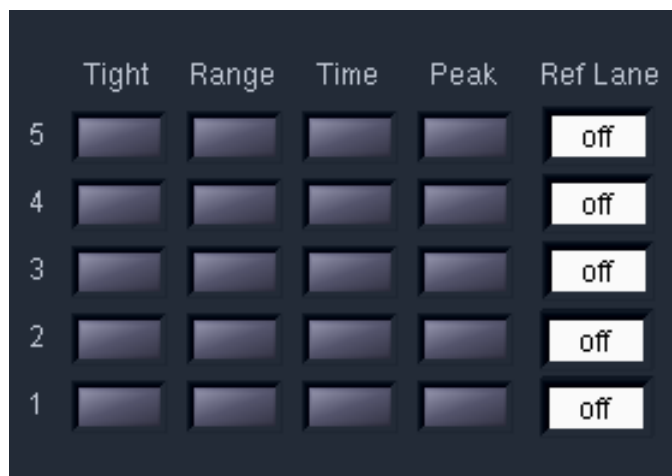 Tight Range Time Peak Ref Lane
5 off
4 off
3 off
2 off
1 off